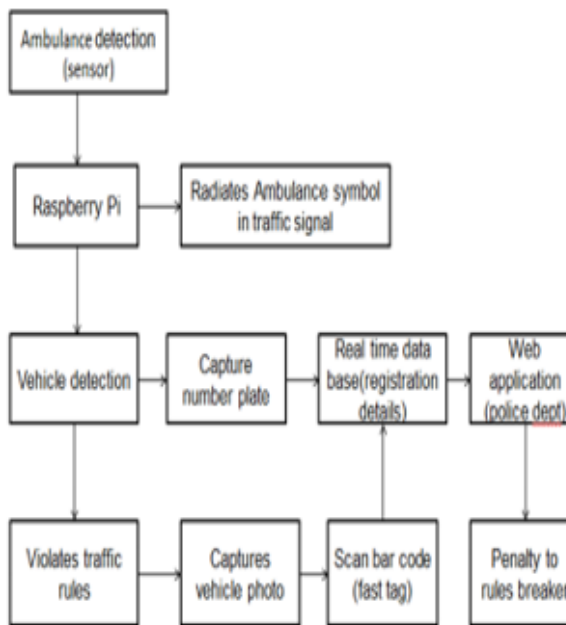 Ambulance detection
(sensor)
Raspberry Pi
Radiates Ambulance symbol
in traffic signal
Vehicle detection
Capture
number plate
Real time data
base(registration
details)
Web
application
(police dept)
Violates traffic
rules
Captures
vehicle photo
Scan bar code
(fast tag)
Penalty to
rules breaker